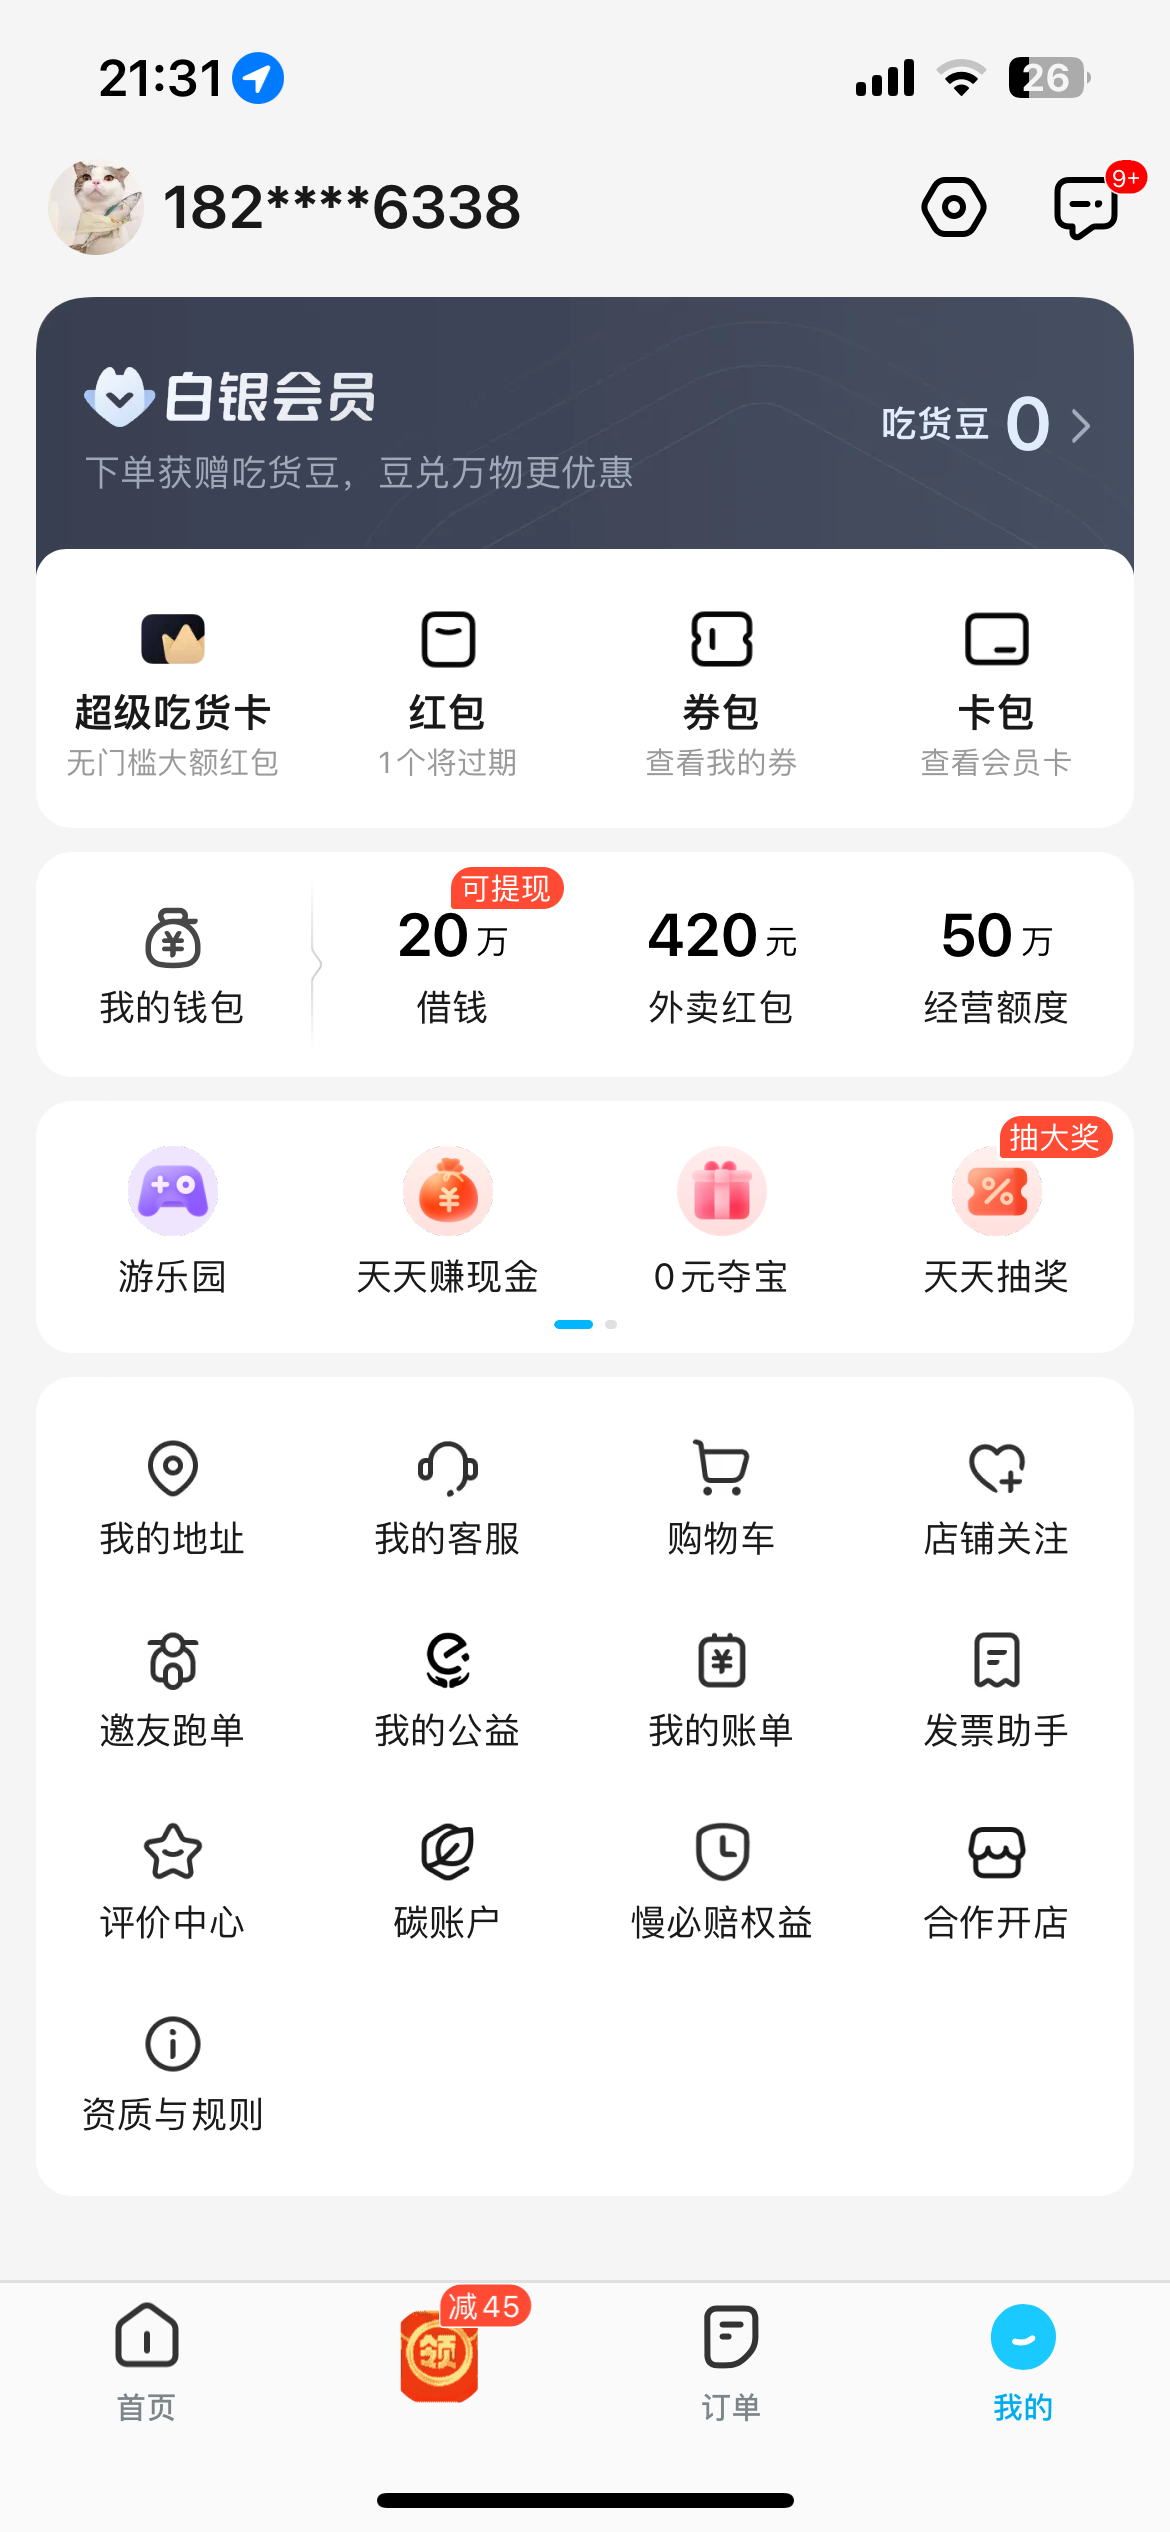 21:31
26
182****6338
9+
白银会员
吃货豆 0
下单获赠吃货豆，豆兑万物更优惠
超级吃货卡 红包 券包 卡包
无门槛大额红包 1个将过期 查看我的券 查看会员卡
可提现
20万 420元 50万
我的钱包 借钱 外卖红包 经营额度
抽大奖
游乐园 天天赚现金 0元夺宝 天天抽奖
我的地址 我的客服 购物车 店铺关注
邀友跑单 我的公益 我的账单 发票助手
评价中心 碳账户 慢必赔权益 合作开店
资质与规则
减45
领
首页 订单 我的